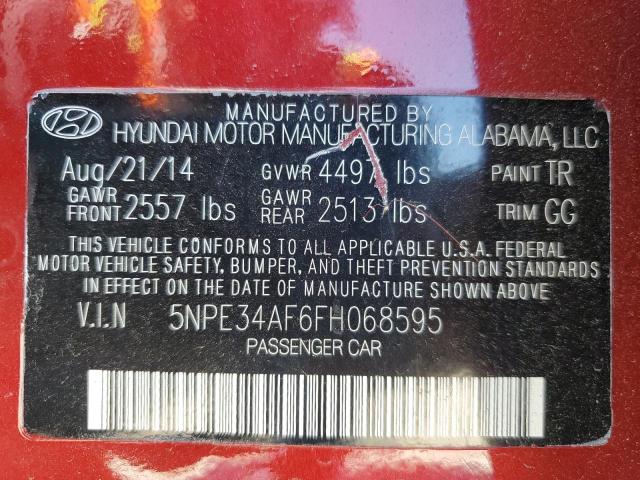 MANUFACTURED BY
HYUNDAI MOTOR MANUFACTURING ALABAMA, LLC
Aug/21/14 GVWR 4497 lbs PAINT TR
GAWR FRONT 2557 lbs GAWR REAR 2513 lbs TRIM GG
THIS VEHICLE CONFORMS TO ALL APPLICABLE U.S.A. FEDERAL
MOTOR VEHICLE SAFETY, BUMPER, AND THEFT PREVENTION STANDARDS
IN EFFECT ON THE DATE OF MANUFACTURE SHOWN ABOVE.
V.I.N 5NPE34AF6FH068595
PASSENGER CAR